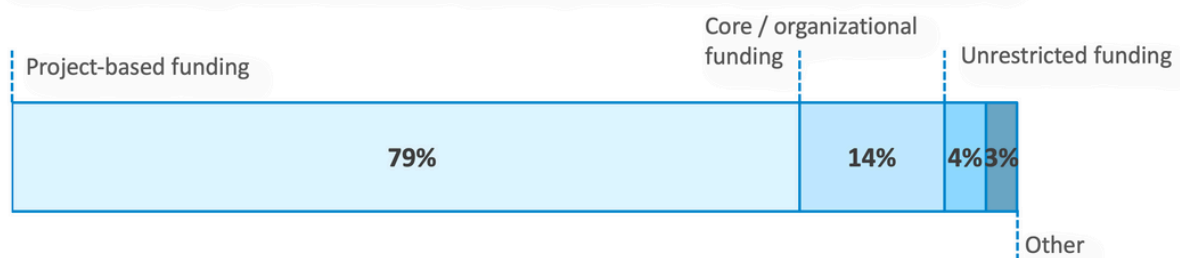 Core / organizational
funding
Project-based funding
Unrestricted funding
79%
14%
4%
3%
Other